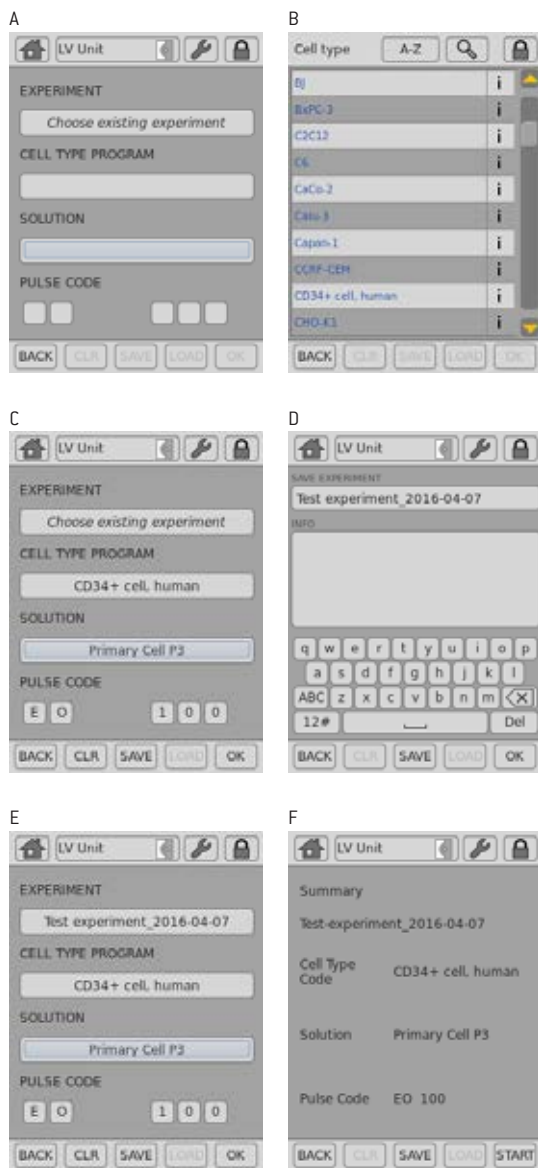 A
LV Unit
EXPERIMENT
Choose existing experiment
CELL TYPE PROGRAM
SOLUTION
PULSE CODE
BACK CLR SAVE LOAD OK
B
Cell type A-Z
BJ i
BxPC-3 i
C2C12 i
C6 i
CaCo-2 i
Calu-3 i
Capan-1 i
CCRF-CEM i
CD34+ cell, human i
CHO-K1 i
BACK CLR SAVE LOAD OK
C
LV Unit
EXPERIMENT
Choose existing experiment
CELL TYPE PROGRAM
CD34+ cell, human
SOLUTION
Primary Cell P3
PULSE CODE
E O 1 0 0
BACK CLR SAVE LOAD OK
D
LV Unit
SAVE EXPERIMENT
Test experiment_2016-04-07
INFO
q w e r t y u i o p
a s d f g h j k l
ABC z x c v b n m
12# Del
BACK CLR SAVE LOAD OK
E
LV Unit
EXPERIMENT
Test experiment_2016-04-07
CELL TYPE PROGRAM
CD34+ cell, human
SOLUTION
Primary Cell P3
PULSE CODE
E O 1 0 0
BACK CLR SAVE LOAD OK
F
LV Unit
Summary
Test-experiment_2016-04-07
Cell Type
Code CD34+ cell, human
Solution Primary Cell P3
Pulse Code EO 100
BACK CLR SAVE LOAD START